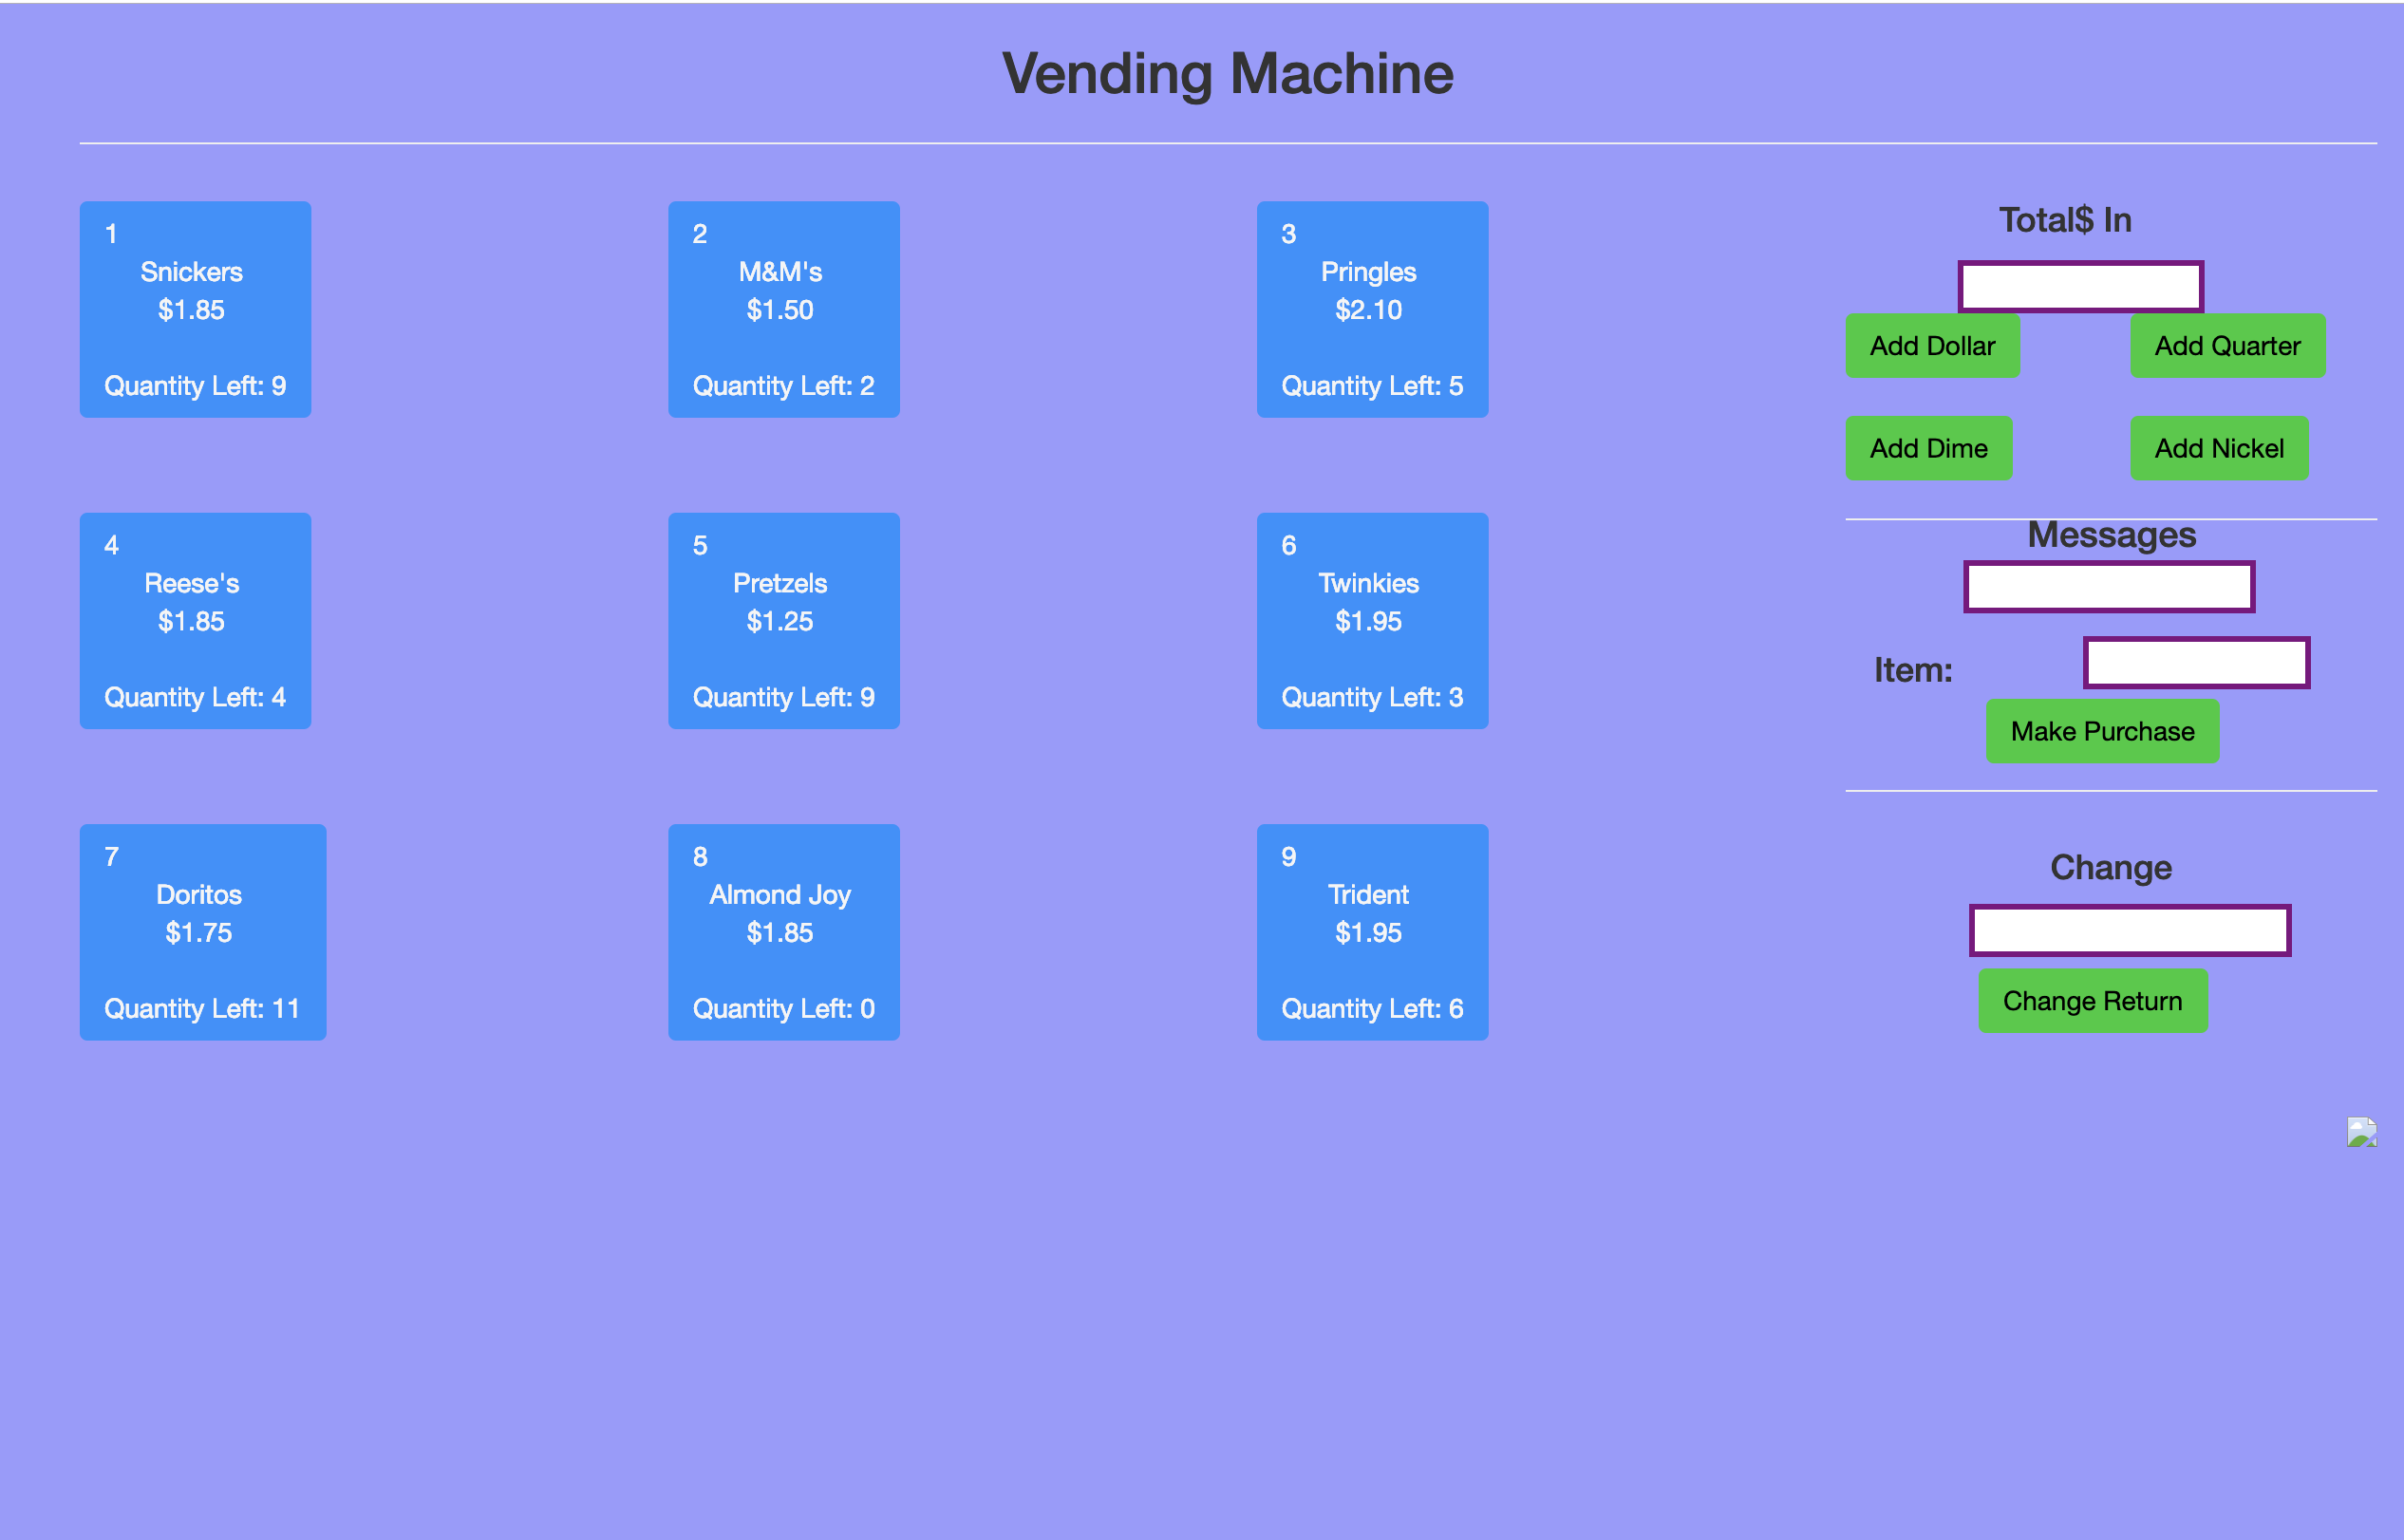 Vending Machine
1
Snickers
$1.85
Quantity Left: 9
2
M&M's
$1.50
Quantity Left: 2
3
Pringles
$2.10
Quantity Left: 5
4
Reese's
$1.85
Quantity Left: 4
5
Pretzels
$1.25
Quantity Left: 9
6
Twinkies
$1.95
Quantity Left: 3
7
Doritos
$1.75
Quantity Left: 11
8
Almond Joy
$1.85
Quantity Left: 0
9
Trident
$1.95
Quantity Left: 6
Total$ In
Add Dollar
Add Quarter
Add Dime
Add Nickel
Messages
Item:
Make Purchase
Change
Change Return